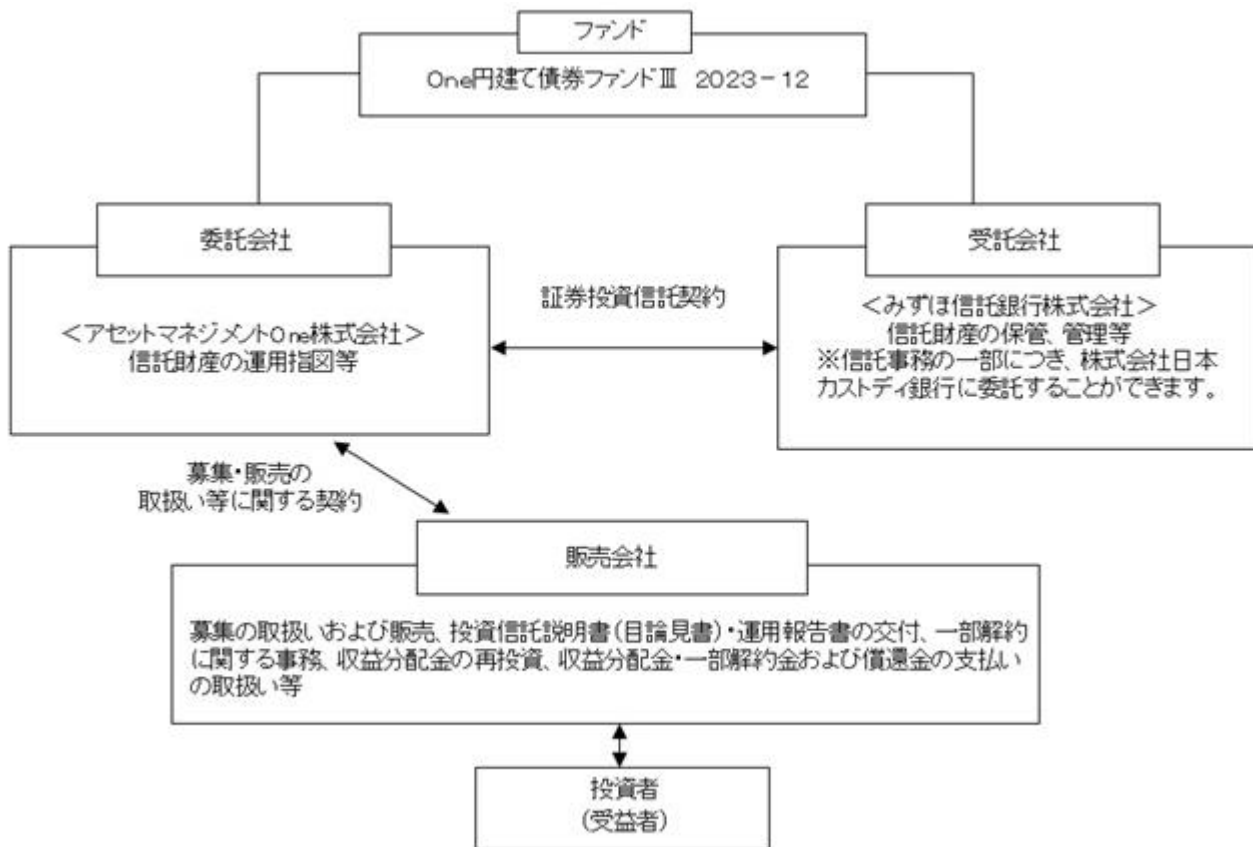 ファンド
One円建て債券ファンドⅢ 2023－12
委託会社
<アセットマネジメントOne株式会社>
信託財産の運用指図等
証券投資信託契約
受託会社
<みずほ信託銀行株式会社>
信託財産の保管、管理等
※信託事務の一部につき、株式会社日本
カストディ銀行に委託することができます。
募集・販売の
取扱い等に関する契約
販売会社
募集の取扱いおよび販売、投資信託説明書(目論見書)・運用報告書の交付、一部解約
に関する事務、収益分配金の再投資、収益分配金・一部解約金および償還金の支払い
の取扱い等
投資者
(受益者)